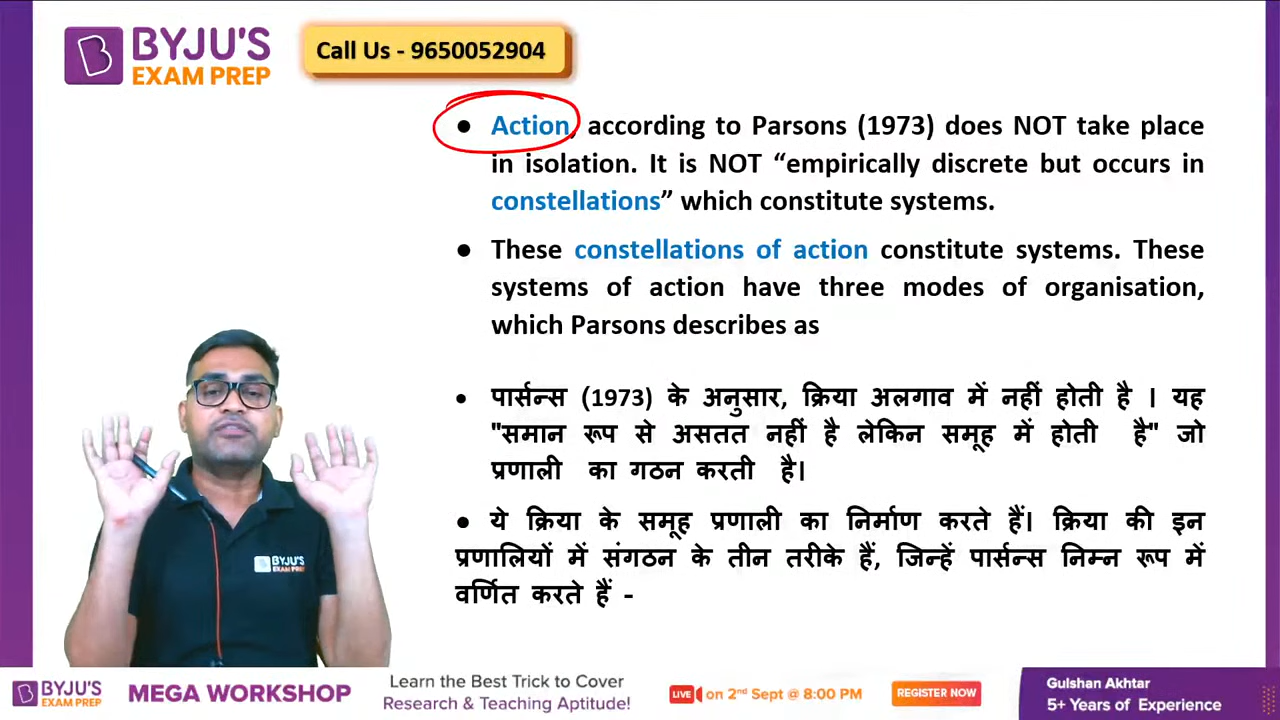 BYJU'S
EXAM PREP
Call Us - 9650052904
● Action, according to Parsons (1973) does NOT take place
in isolation. It is NOT “empirically discrete but occurs in
constellations” which constitute systems.
● These constellations of action constitute systems. These
systems of action have three modes of organisation,
which Parsons describes as
• पार्सन्स (1973) के अनुसार, क्रिया अलगाव में नहीं होती है । यह
"समान रूप से असतत नहीं है लेकिन समूह में होती है" जो
प्रणाली का गठन करती है।
● ये क्रिया के समूह प्रणाली का निर्माण करते हैं। क्रिया की इन
प्रणालियों में संगठन के तीन तरीके हैं, जिन्हें पार्सन्स निम्न रूप में
वर्णित करते हैं -
BYJU'S
EXAM PREP
BYJU'S
EXAM PREP
MEGA WORKSHOP
Learn the Best Trick to Cover
Research & Teaching Aptitude!
LIVE on 2nd Sept @ 8:00 PM
REGISTER NOW
Gulshan Akhtar
5+ Years of Experience